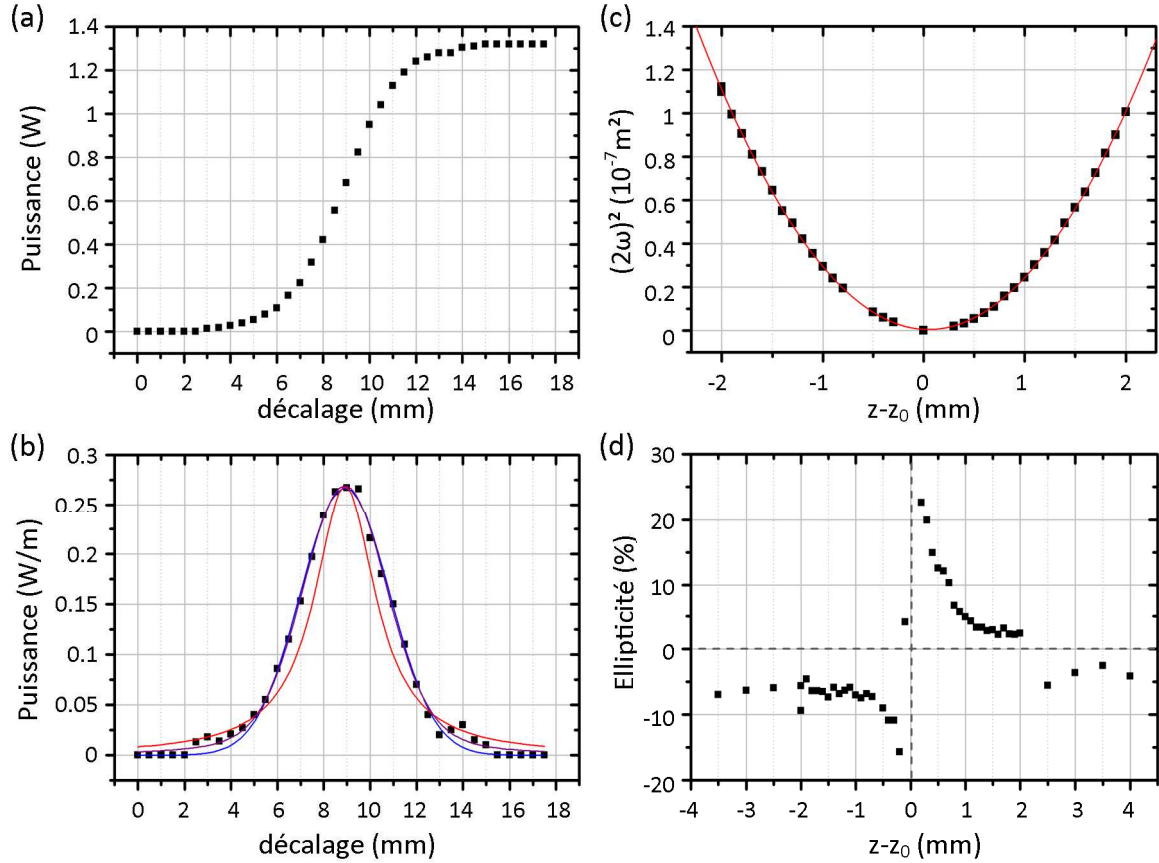 (a)
Puissance (W)
1.4
1.2
1
0.8
0.6
0.4
0.2
0
0 2 4 6 8 10 12 14 16 18
décalage (mm)
(c)
(2ω)² (10⁻⁷m²)
1.4
1.2
1.0
0.8
0.6
0.4
0.2
0
-2 -1 0 1 2
z-z₀ (mm)
(b)
Puissance (W/m)
0.3
0.25
0.2
0.15
0.1
0.05
0
0 2 4 6 8 10 12 14 16 18
décalage (mm)
(d)
Ellipticité (%)
30
20
10
0
-10
-20
-4 -3 -2 -1 0 1 2 3 4
z-z₀ (mm)